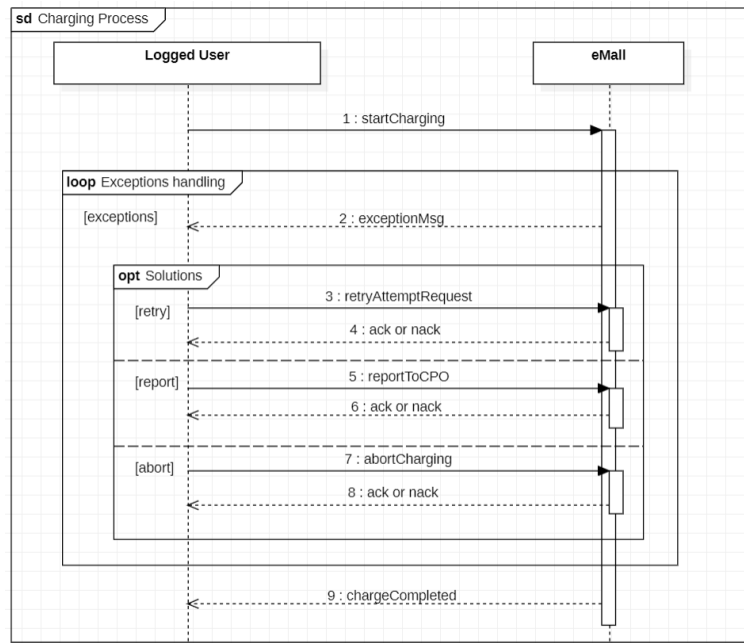 sd Charging Process
Logged User
eMall
1 : startCharging
loop Exceptions handling
[exceptions]
2 : exceptionMsg
opt Solutions
3 : retryAttemptRequest
[retry]
4 : ack or nack
5 : reportToCPO
[report]
6 : ack or nack
7 : abortCharging
[abort]
8 : ack or nack
9 : chargeCompleted